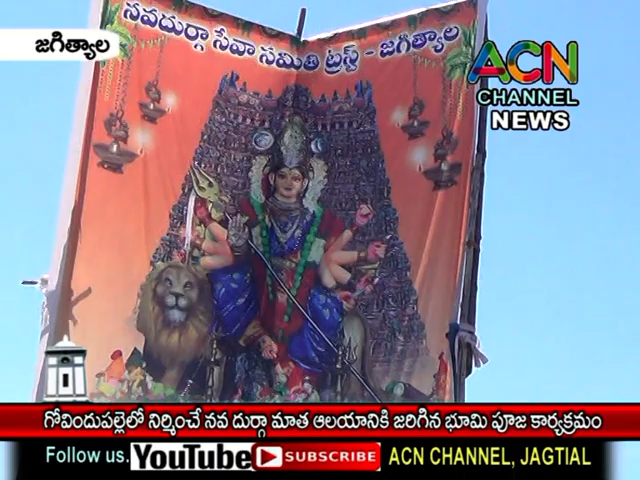 నవదుర్గా సేవా సమితి ట్రస్ట్ - జగిత్యాల
జగిత్యాల
ACN
CHANNEL
NEWS
గోవిందుపల్లెలో నిర్మించే నవ దుర్గా మాత ఆలయానికి జరిగిన భూమి పూజ కార్యక్రమం
Follow us. YouTube SUBSCRIBE ACN CHANNEL, JAGTIAL